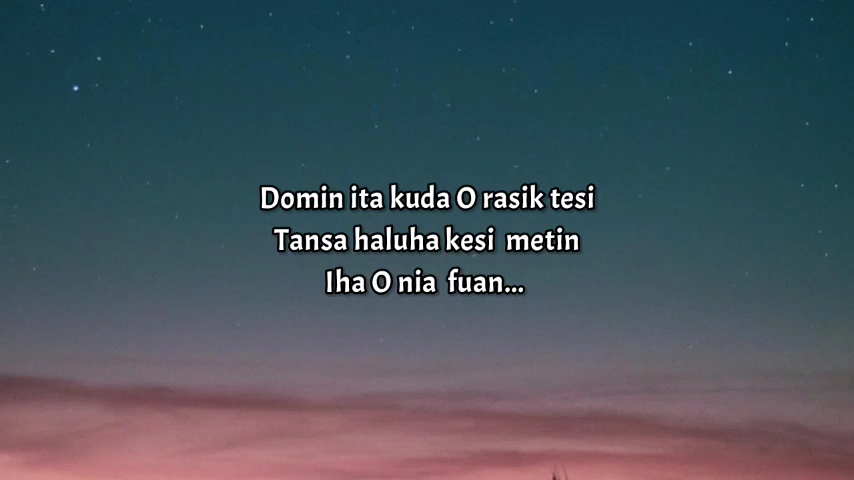 Domin ita kuda O rasik tesi
Tansa haluha kesi metin
Iha O nia fuan...